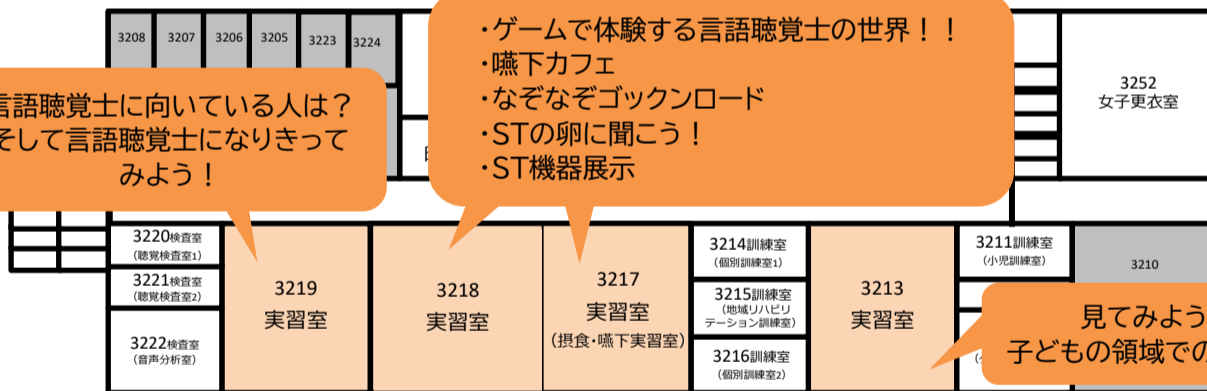 3208
3207
3206
3205
3223
3224
・ゲームで体験する言語聴覚士の世界！！
・嚥下カフェ
・なぞなぞゴックンロード
・STの卵に聞こう！
・ST機器展示
3252
女子更衣室
言語聴覚士に向いている人は？
そして言語聴覚士になりきって
みよう！
3220検査室
（聴覚検査室1）
3221検査室
（聴覚検査室2）
3222検査室
（音声分析室）
3219
実習室
3218
実習室
3217
実習室
（摂食・嚥下実習室）
3214訓練室
（個別訓練室1）
3215訓練室
（地域リハビリ
テーション訓練室）
3216訓練室
（個別訓練室2）
3213
実習室
3211訓練室
（小児訓練室）
3210
見てみよう
子どもの領域での